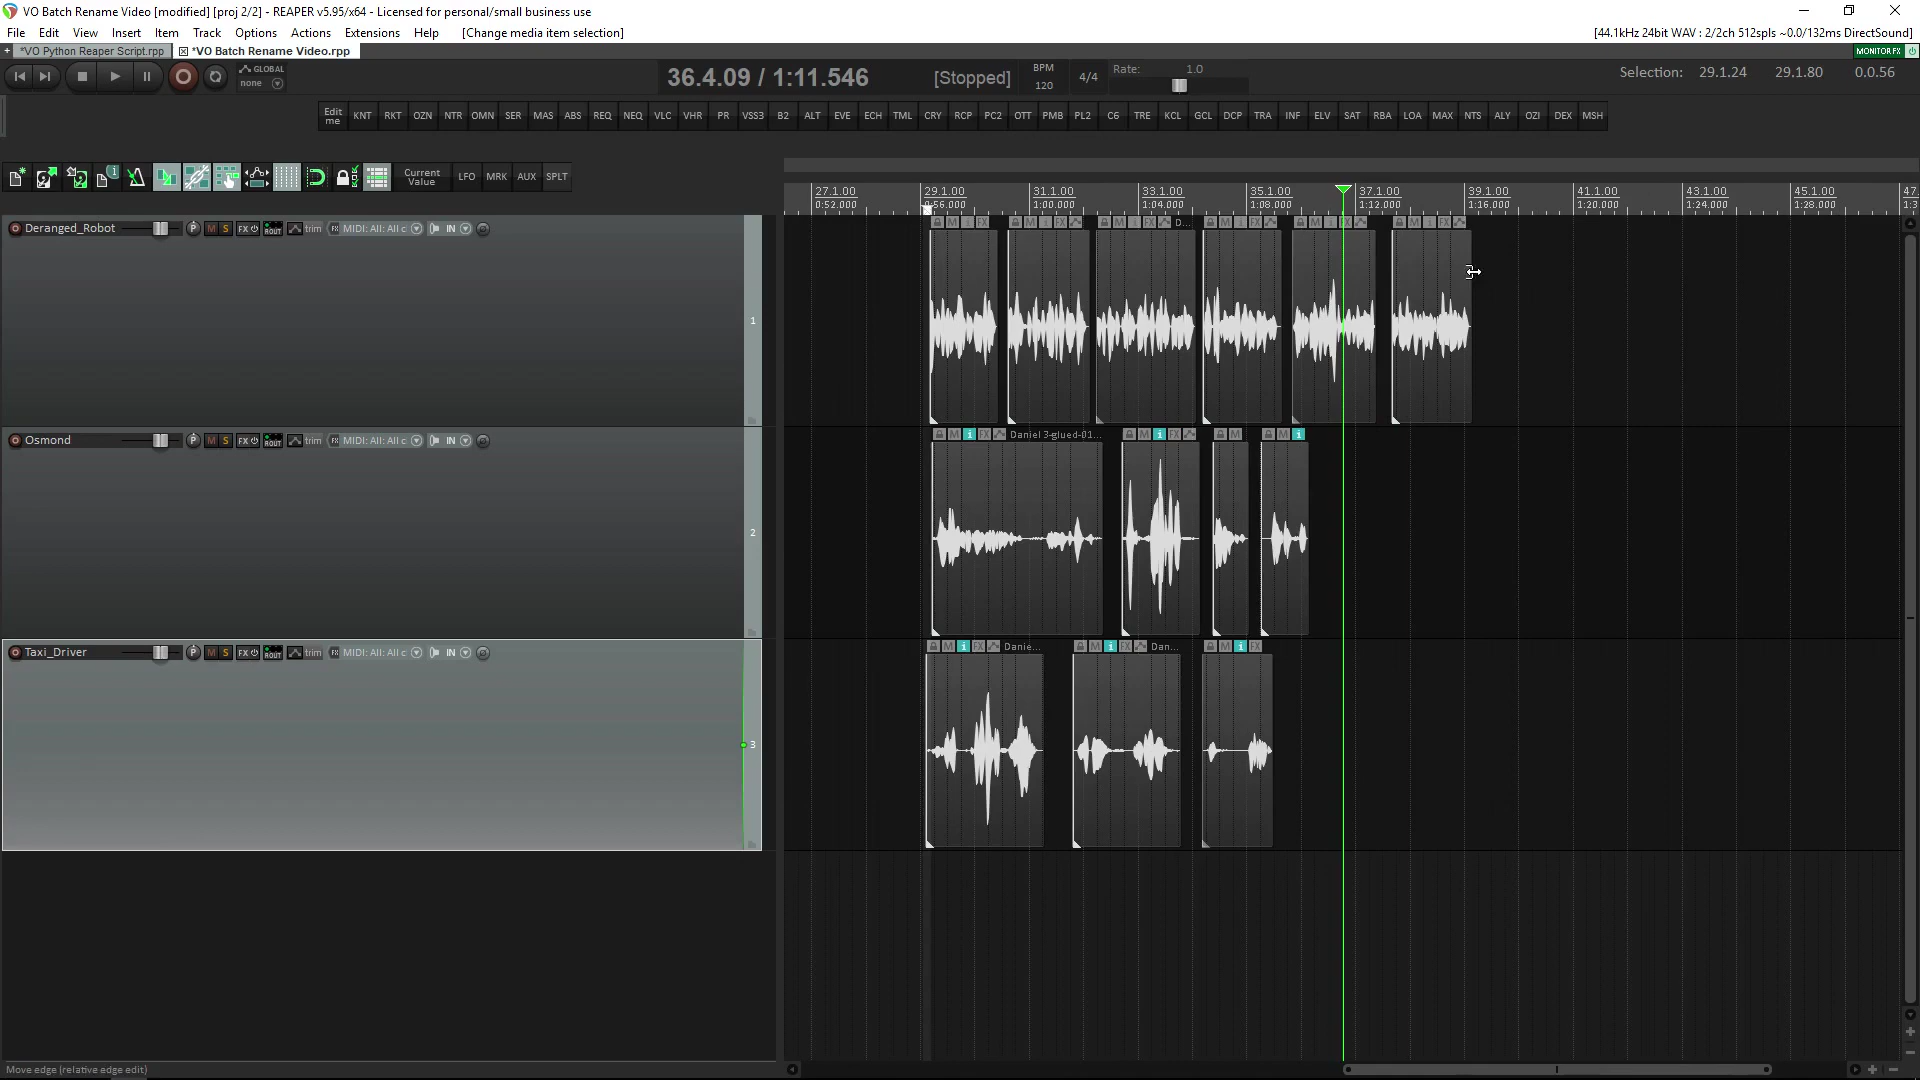 VO Batch Rename Video [modified] [proj 2/2] - REAPER v5.95/x64 - Licensed for personal/small business use
File Edit View Insert Item Track Options Actions Extensions Help [Change media item selection]
[44.1kHz 24bit WAV : 2/2ch 512spls ~0.0/132ms DirectSound]
+ *VO Python Reaper Script.rpp *VO Batch Rename Video.rpp
MONITOR FX
GLOBAL
none
36.4.09 / 1:11.546 [Stopped]
BPM
120
4/4
Rate: 1.0
Selection: 29.1.24 29.1.80 0.0.56
Edit me KNT RKT OZN NTR OMN SER MAS ABS REQ NEQ VLC VHR PR VSS3 B2 ALT EVE ECH TML CRY RCP PC2 OTT PMB PL2 C6 TRE KCL GCL DCP TRA INF ELV SAT RBA LOA MAX NTS ALY OZI DEX MSH
Current Value LFO MRK AUX SPLT
27.1.00 29.1.00 31.1.00 33.1.00 35.1.00 37.1.00 39.1.00 41.1.00 43.1.00 45.1.00 47.
0:52.000 0:56.000 1:00.000 1:04.000 1:08.000 1:12.000 1:16.000 1:20.000 1:24.000 1:28.000 1:3
Deranged_Robot M S FX ROUT trim FX MIDI: All: All c IN
1
D...
Osmond M S FX ROUT trim FX MIDI: All: All c IN
2
Daniel 3-glued-01...
Taxi_Driver M S FX ROUT trim FX MIDI: All: All c IN
3
Danie... Dan...
Move edge (relative edge edit)